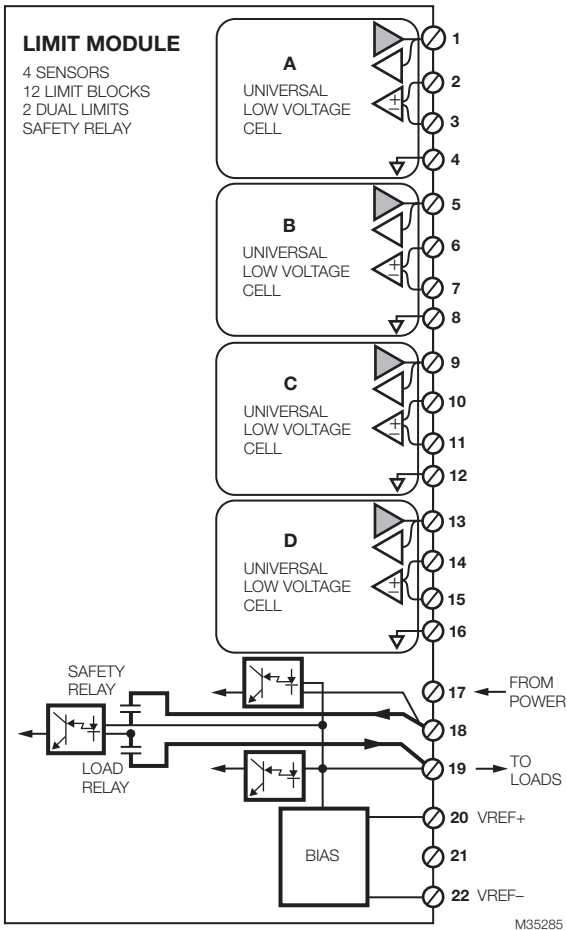 LIMIT MODULE
4 SENSORS
12 LIMIT BLOCKS
2 DUAL LIMITS
SAFETY RELAY
A
UNIVERSAL
LOW VOLTAGE
CELL
1
2
3
4
B
UNIVERSAL
LOW VOLTAGE
CELL
5
6
7
8
C
UNIVERSAL
LOW VOLTAGE
CELL
9
10
11
12
D
UNIVERSAL
LOW VOLTAGE
CELL
13
14
15
16
SAFETY
RELAY
LOAD
RELAY
17 FROM
POWER
18
19 TO
LOADS
BIAS
20 VREF+
21
22 VREF–
M35285